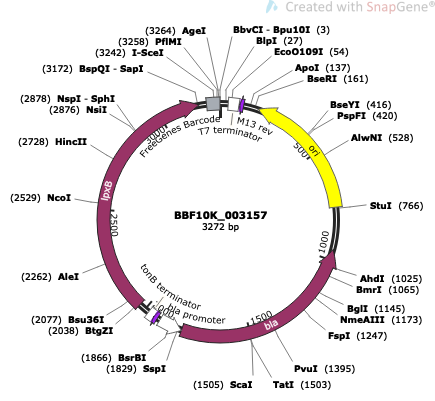 Created with SnapGene®
(3264) AgeI
(3258) PflMI
(3242) I-SceI
(3172) BspQI - SapI
(2878) NspI - SphI
(2876) NsiI
(2728) HincII
(2529) NcoI
(2262) AleI
(2077) Bsu36I
(2038) BtgZI
(1866) BsrBI
(1829) SspI
(1505) ScaI
BbvCI - Bpu10I (3)
BlpI (27)
EcoO109I (54)
ApoI (137)
BseRI (161)
BseYI (416)
PspFI (420)
AlwNI (528)
StuI (766)
AhdI (1025)
BmrI (1065)
BglI (1145)
NmeAIII (1173)
FspI (1247)
PvuI (1395)
TatI (1503)
FreeGenes Barcode
T7 terminator
M13 rev
ori
lpxB
bla
tonB terminator
bla promoter
500
1000
1500
2500
3000
BBF10K_003157
3272 bp